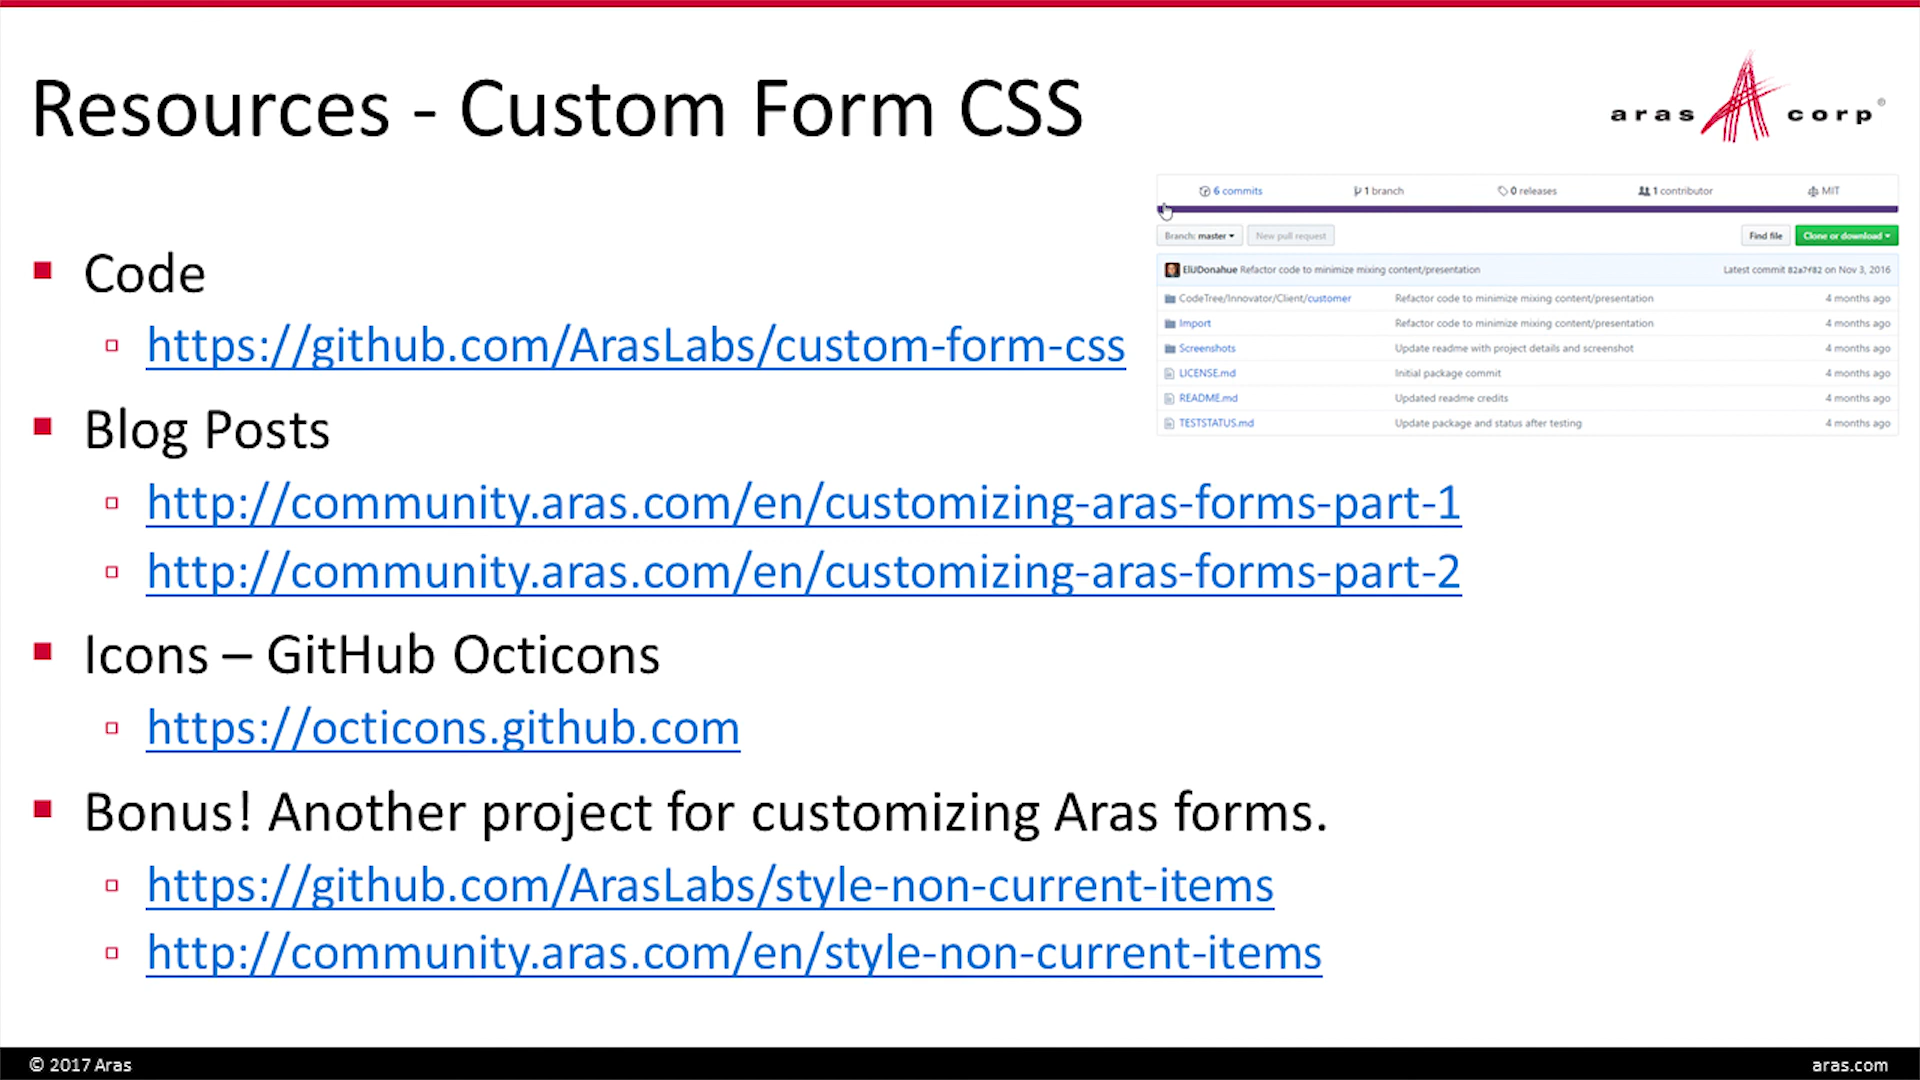 Resources - Custom Form CSS
aras corp®
Code
https://github.com/ArasLabs/custom-form-css
6 commits 1 branch 0 releases 1 contributor MIT
Branch: master New pull request Find file Clone or download
EliJDonahue Refactor code to minimize mixing content/presentation Latest commit 82a7f82 on Nov 3, 2016
CodeTree/Innovator/Client/customer Refactor code to minimize mixing content/presentation 4 months ago
Import Refactor code to minimize mixing content/presentation 4 months ago
Screenshots Update readme with project details and screenshot 4 months ago
LICENSE.md Initial package commit 4 months ago
README.md Updated readme credits 4 months ago
TESTSTATUS.md Update package and status after testing 4 months ago
Blog Posts
http://community.aras.com/en/customizing-aras-forms-part-1
http://community.aras.com/en/customizing-aras-forms-part-2
Icons – GitHub Octicons
https://octicons.github.com
Bonus! Another project for customizing Aras forms.
https://github.com/ArasLabs/style-non-current-items
http://community.aras.com/en/style-non-current-items
© 2017 Aras
aras.com